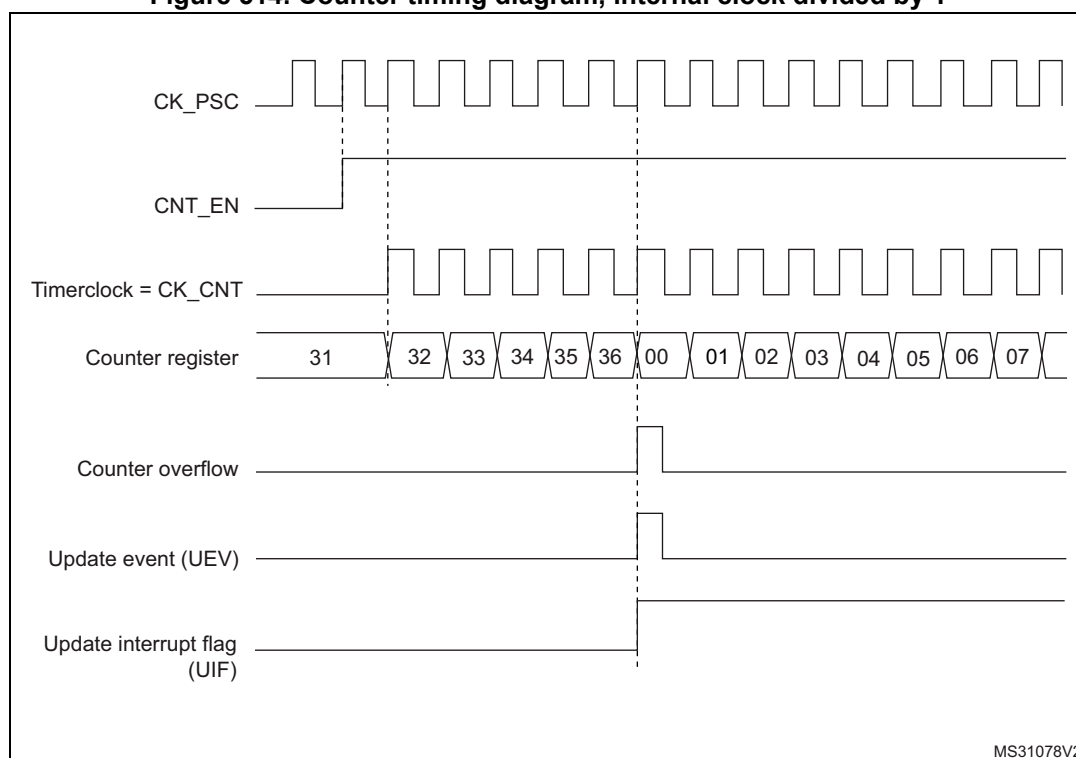 Figure 314. Counter timing diagram, internal clock divided by 1
CK_PSC
CNT_EN
Timerclock = CK_CNT
Counter register 31 32 33 34 35 36 00 01 02 03 04 05 06 07
Counter overflow
Update event (UEV)
Update interrupt flag
(UIF)
MS31078V2